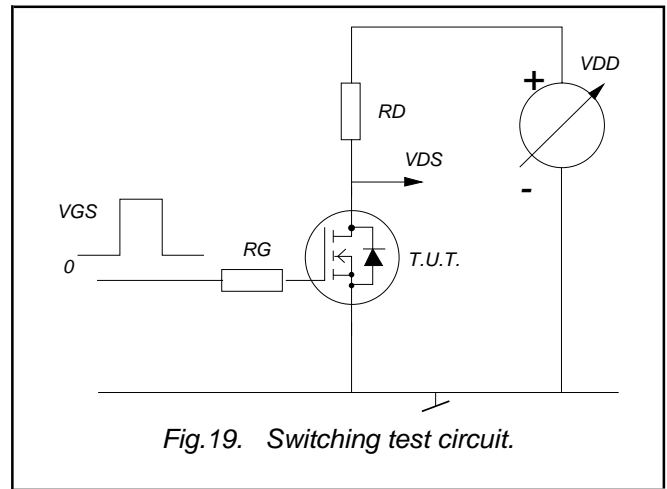 VDD
+
RD
VDS
-
VGS
RG
0
T.U.T.
Fig.19. Switching test circuit.